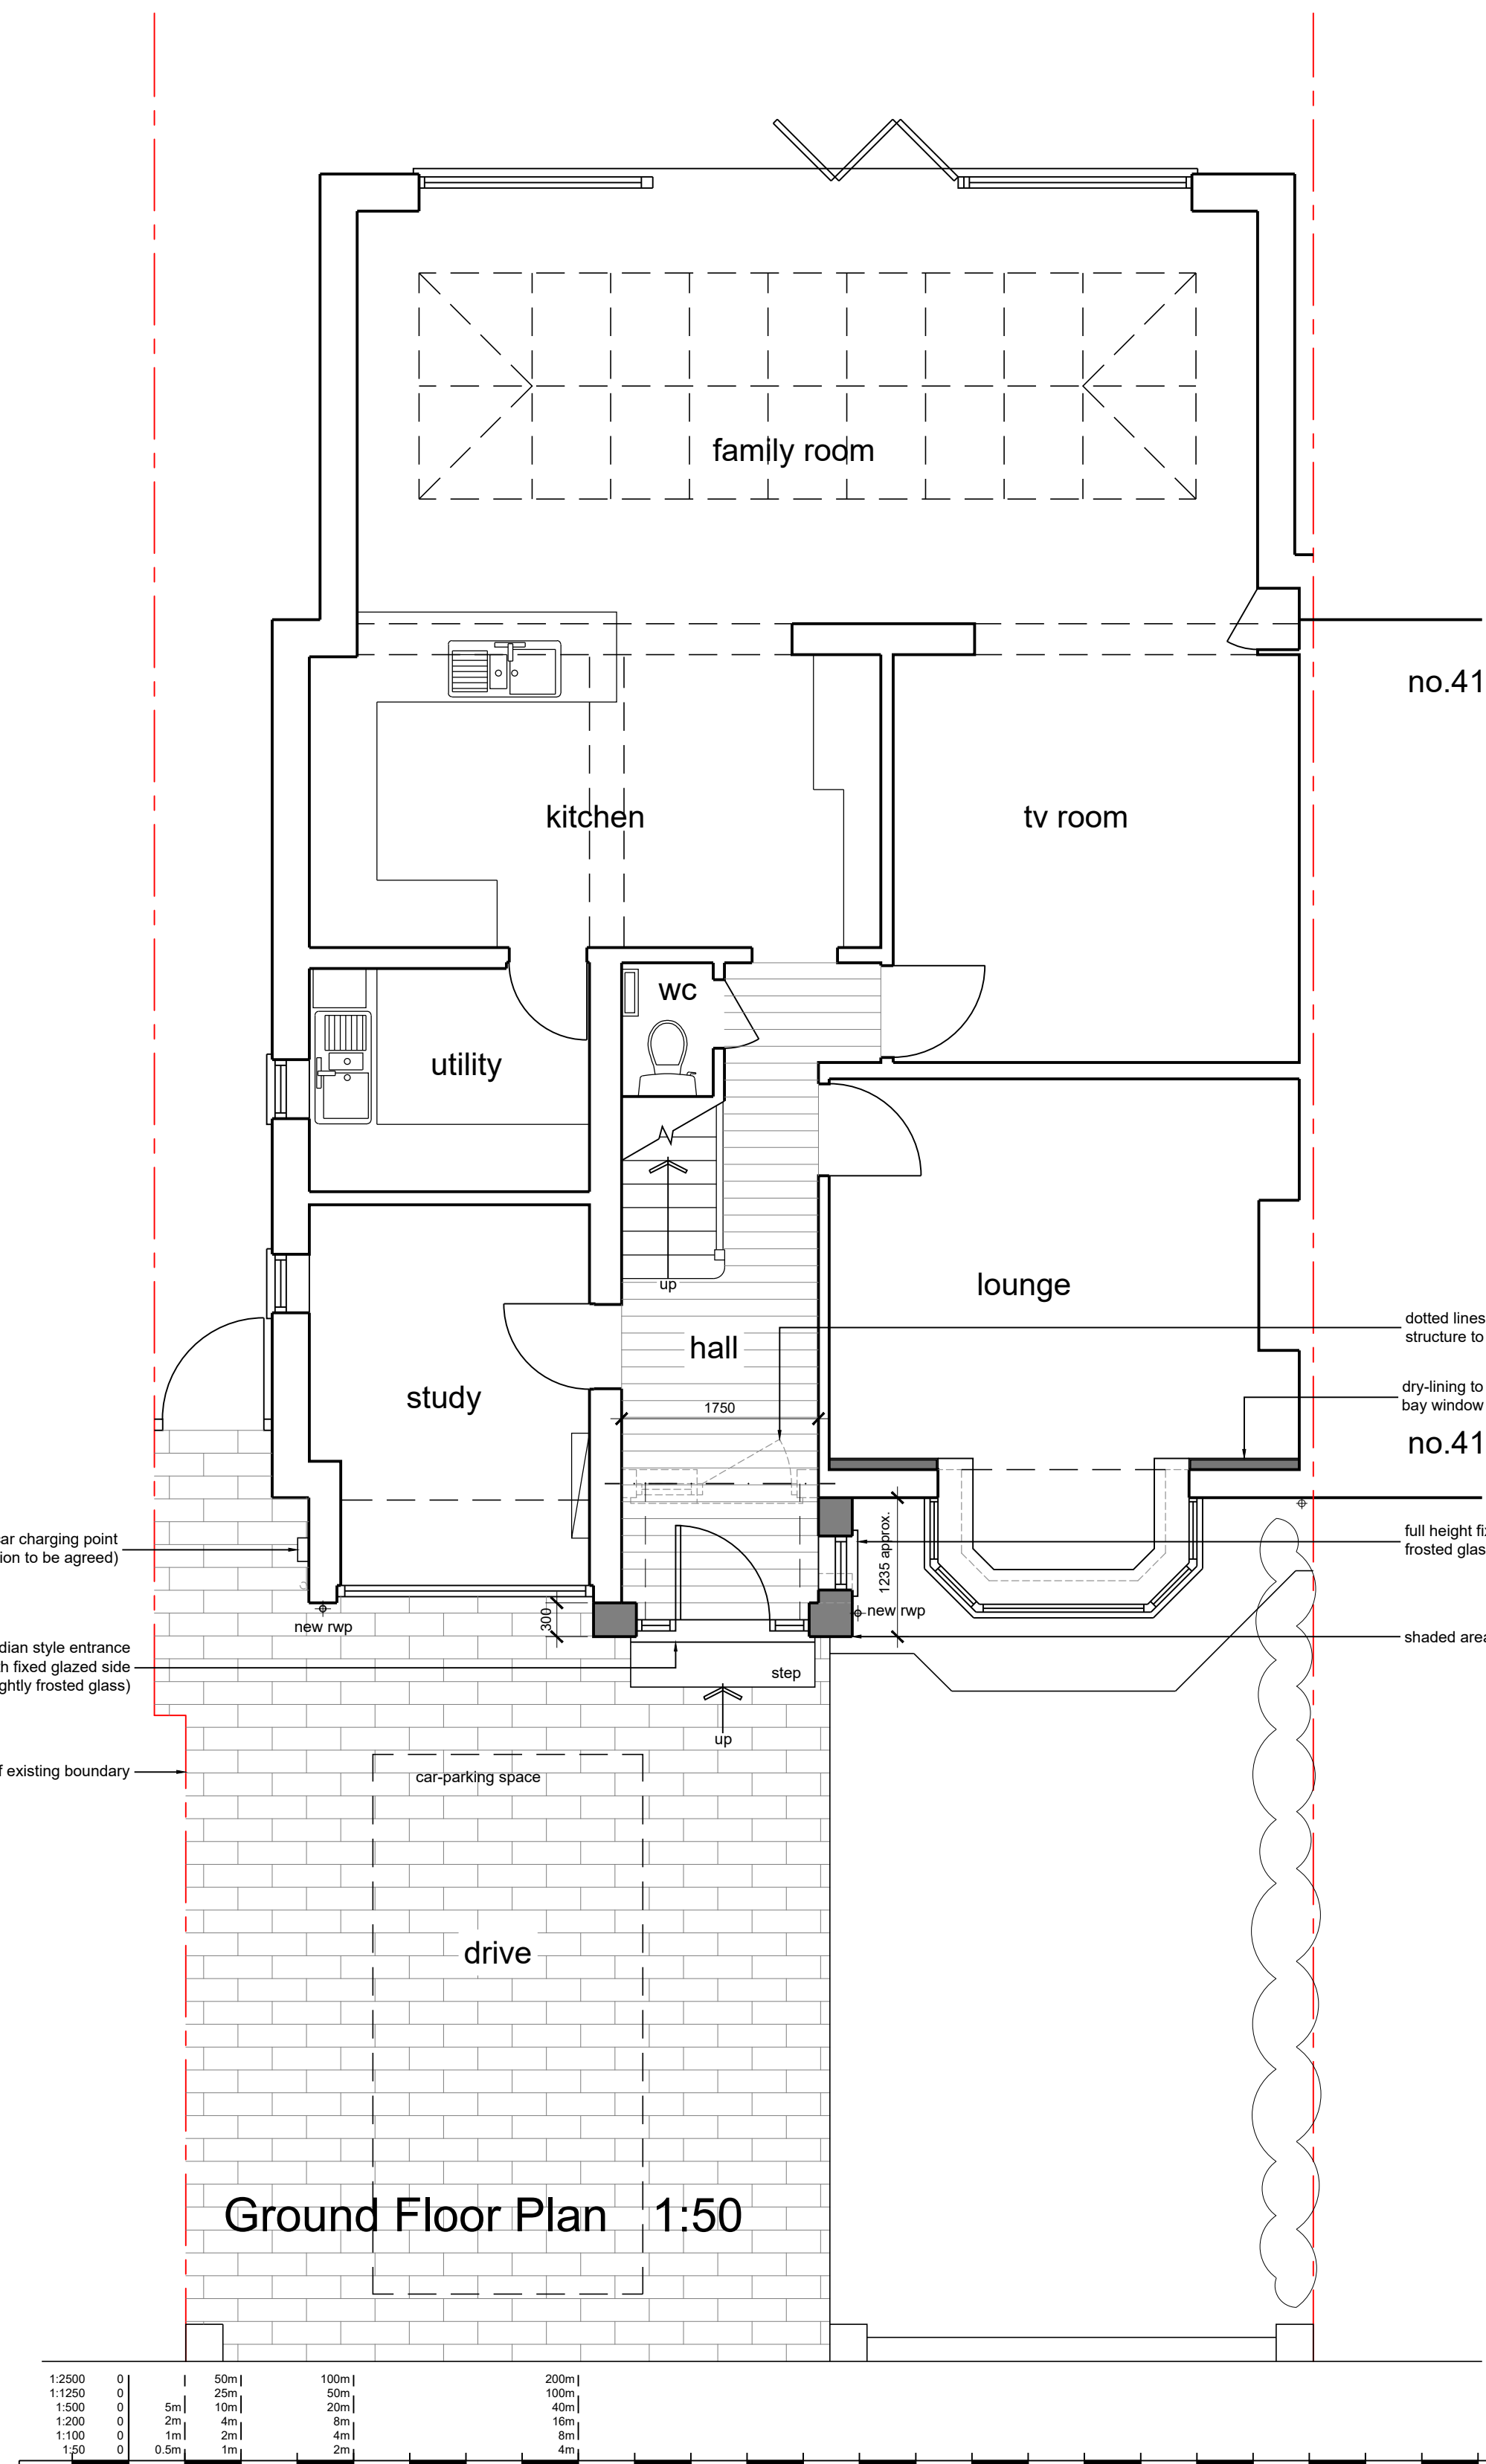 family room
no.41
kitchen
tv room
wc
utility
up
lounge
hall
dotted lines
structure to
study
dry-lining to
bay window
1750
no.41
car charging point
ion to be agreed)
1235 approx.
full height fi
frosted glas
300
new rwp
new rwp
dian style entrance
h fixed glazed side
ghtly frosted glass)
shaded area
step
up
f existing boundary
car-parking space
drive
Ground Floor Plan 1:50
1:2500 0 50m 100m 200m
1:1250 0 25m 50m 100m
1:500 0 5m 10m 20m 40m
1:200 0 2m 4m 8m 16m
1:100 0 1m 2m 4m 8m
1:50 0 0.5m 1m 2m 4m